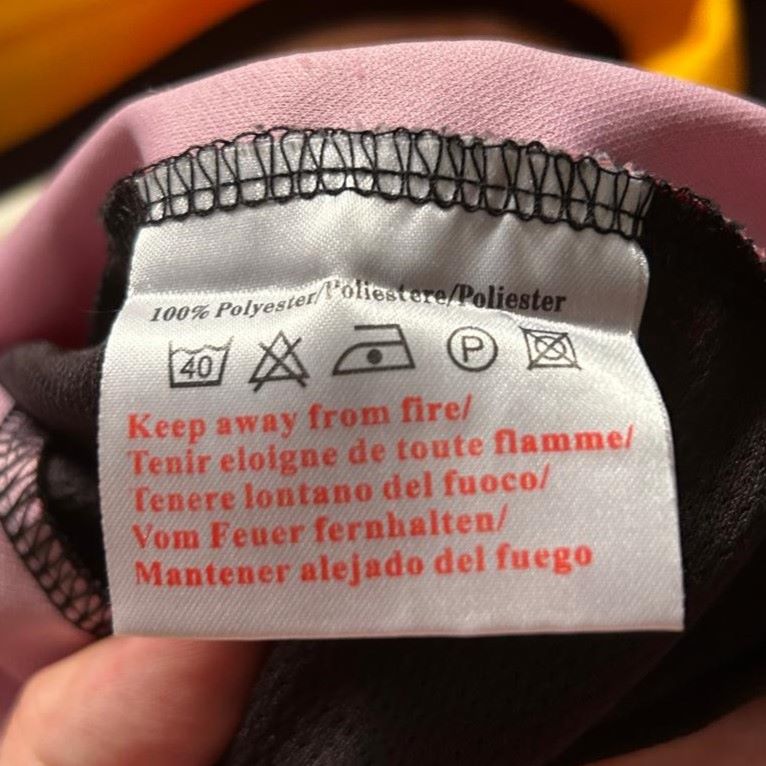 100% Polyester/Poliestere/Poliester
40 P
Keep away from fire/
Tenir eloigne de toute flamme/
Tenere lontano del fuoco/
Vom Feuer fernhalten/
Mantener alejado del fuego